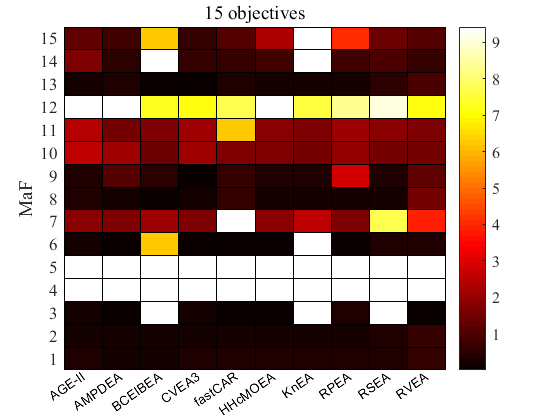 15 objectives
MaF
15
14
13
12
11
10
9
8
7
6
5
4
3
2
1
AGE-II
AMPDEA
BCEIBEA
CVEA3
fastCAR
HHcMOEA
KnEA
RPEA
RSEA
RVEA
9
8
7
6
5
4
3
2
1